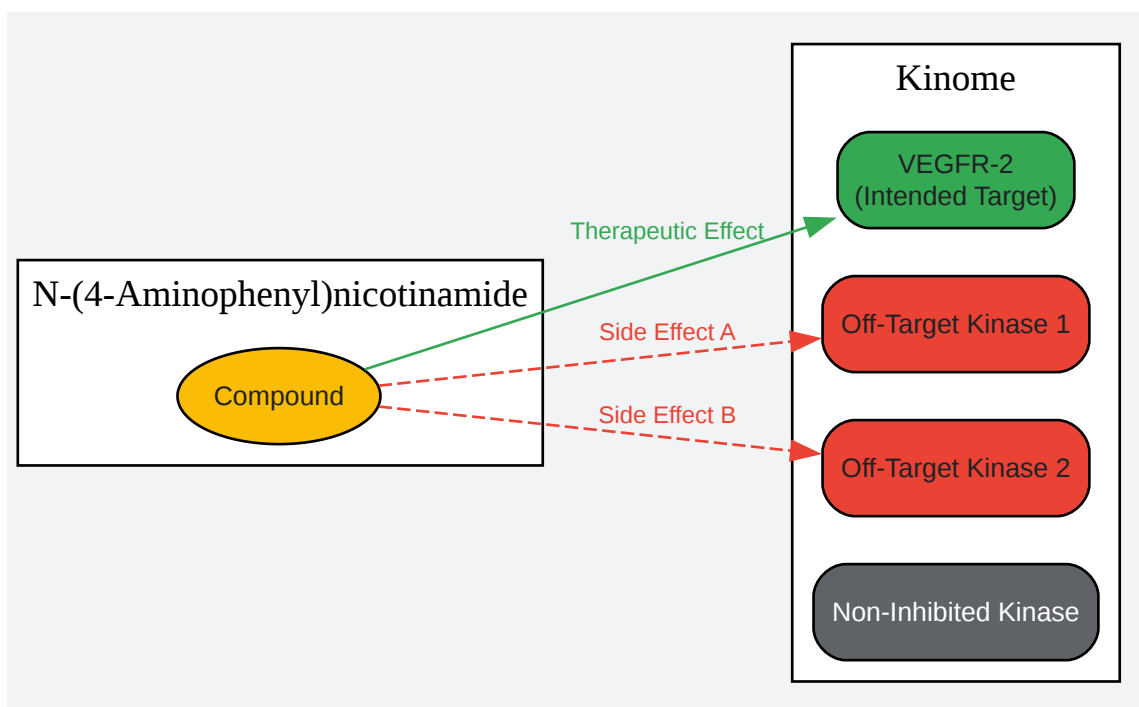 N-(4-Aminophenyl)nicotinamide
Compound
Therapeutic Effect
Side Effect A
Side Effect B
Kinome
VEGFR-2
(Intended Target)
Off-Target Kinase 1
Off-Target Kinase 2
Non-Inhibited Kinase